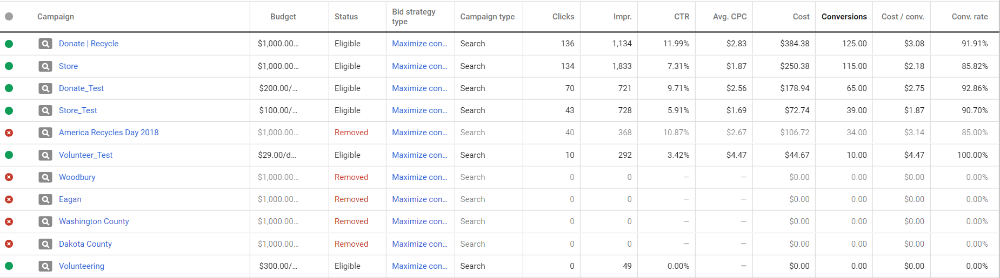 Campaign Budget Status Bid strategy type Campaign type Clicks Impr. CTR Avg. CPC Cost Conversions Cost / conv. Conv. rate
Donate | Recycle $1,000.00... Eligible Maximize con... Search 136 1,134 11.99% $2.83 $384.38 125.00 $3.08 91.91%
Store $1,000.00... Eligible Maximize con... Search 134 1,833 7.31% $1.87 $250.38 115.00 $2.18 85.82%
Donate_Test $200.00/... Eligible Maximize con... Search 70 721 9.71% $2.56 $178.94 65.00 $2.75 92.86%
Store_Test $100.00/... Eligible Maximize con... Search 43 728 5.91% $1.69 $72.74 39.00 $1.87 90.70%
America Recycles Day 2018 $1,000.00... Removed Maximize con... Search 40 368 10.87% $2.67 $106.72 34.00 $3.14 85.00%
Volunteer_Test $29.00/d... Eligible Maximize con... Search 10 292 3.42% $4.47 $44.67 10.00 $4.47 100.00%
Woodbury $1,000.00... Removed Maximize con... Search 0 0 — — $0.00 0.00 $0.00 0.00%
Eagan $1,000.00... Removed Maximize con... Search 0 0 — — $0.00 0.00 $0.00 0.00%
Washington County $1,000.00... Removed Maximize con... Search 0 0 — — $0.00 0.00 $0.00 0.00%
Dakota County $1,000.00... Removed Maximize con... Search 0 0 — — $0.00 0.00 $0.00 0.00%
Volunteering $300.00/... Eligible Maximize con... Search 0 49 0.00% — $0.00 0.00 $0.00 0.00%